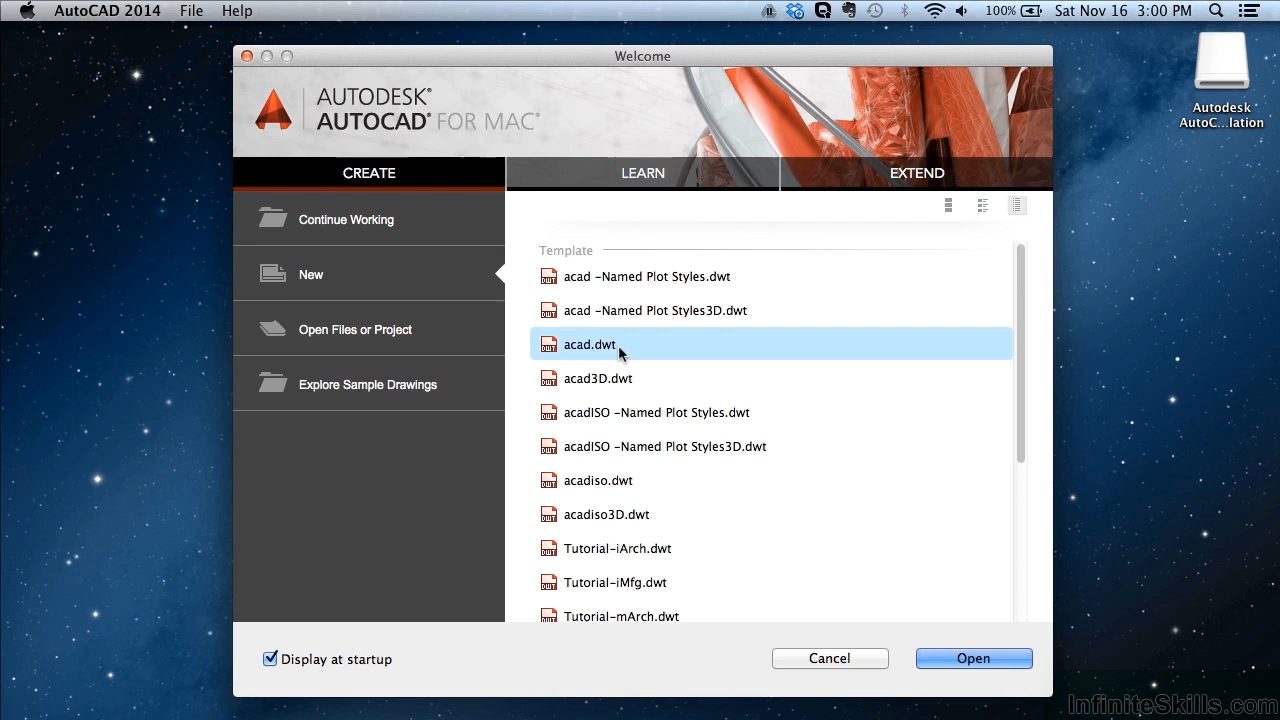 AutoCAD 2014 File Help 100% Sat Nov 16 3:00 PM
Welcome
Autodesk
AutoC...lation
AUTODESK®
AUTOCAD® FOR MAC®
CREATE LEARN EXTEND
Continue Working
New
Open Files or Project
Explore Sample Drawings
Template
acad -Named Plot Styles.dwt
acad -Named Plot Styles3D.dwt
acad.dwt
acad3D.dwt
acadISO -Named Plot Styles.dwt
acadISO -Named Plot Styles3D.dwt
acadiso.dwt
acadiso3D.dwt
Tutorial-iArch.dwt
Tutorial-iMfg.dwt
Tutorial-mArch.dwt
Display at startup Cancel Open
InfiniteSkills.com